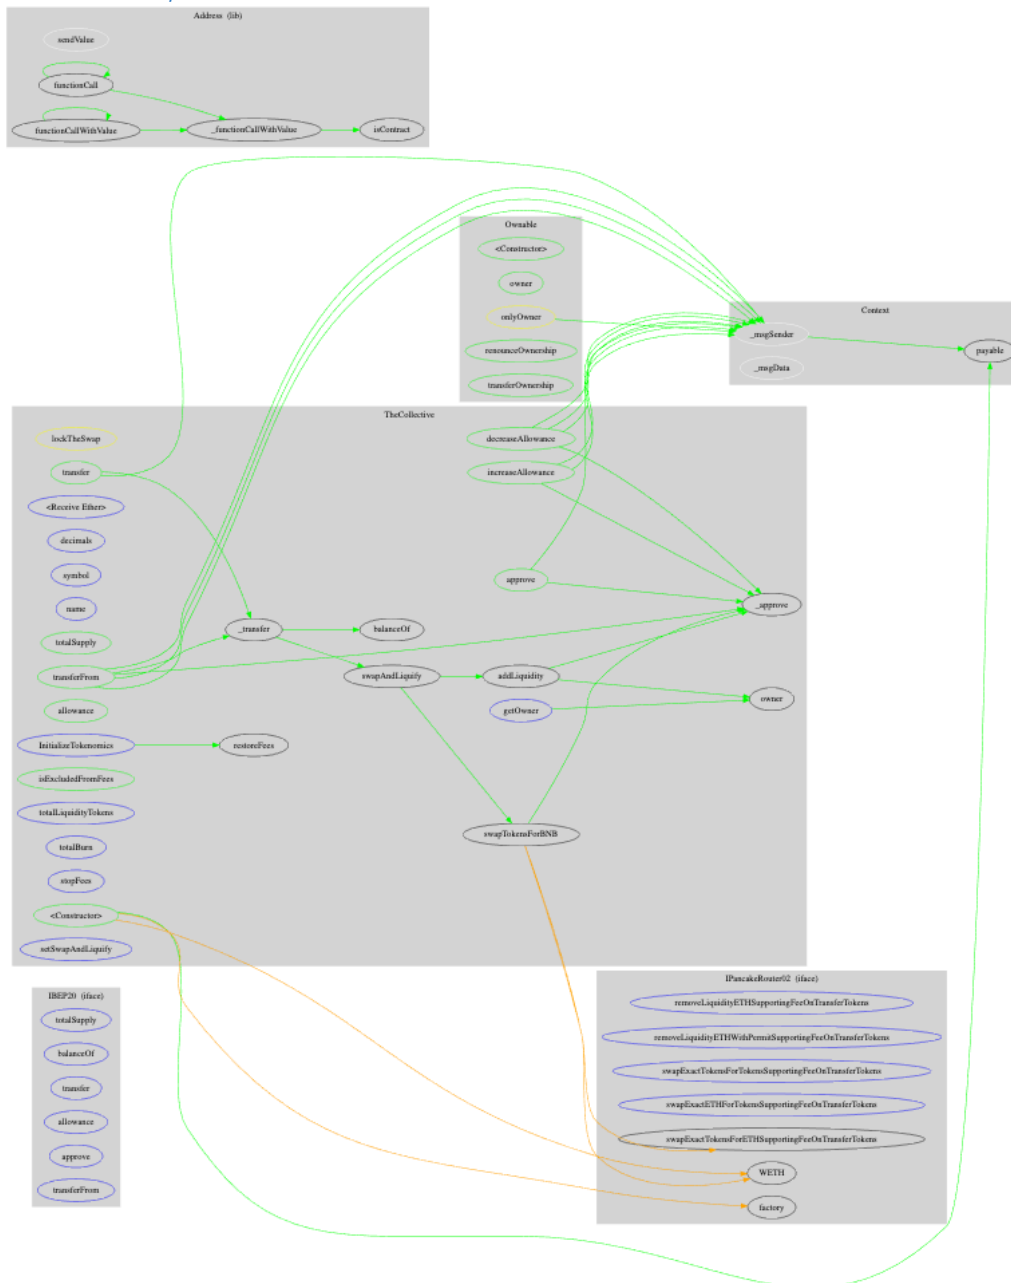 Address (lib)
sendValue
functionCall
functionCallWithValue
_functionCallWithValue
isContract
Ownable
<Constructor>
owner
onlyOwner
renounceOwnership
transferOwnership
Context
_msgSender
payable
_msgData
TheCollective
lockTheSwap
decreaseAllowance
transfer
increaseAllowance
<Receive Ether>
decimals
symbol
approve
name
_approve
_transfer
balanceOf
totalSupply
transferFrom
swapAndLiquify
addLiquidity
owner
allowance
getOwner
InitializeTokenomics
restoreFees
isExcludedFromFees
totalLiquidityTokens
swapTokensForBNB
totalBurn
stopFees
<Constructor>
setSwapAndLiquify
IBEP20 (iface)
totalSupply
balanceOf
transfer
allowance
approve
transferFrom
IPancakeRouter02 (iface)
removeLiquidityETHSupportingFeeOnTransferTokens
removeLiquidityETHWithPermitSupportingFeeOnTransferTokens
swapExactTokensForTokensSupportingFeeOnTransferTokens
swapExactETHForTokensSupportingFeeOnTransferTokens
swapExactTokensForETHSupportingFeeOnTransferTokens
WETH
factory